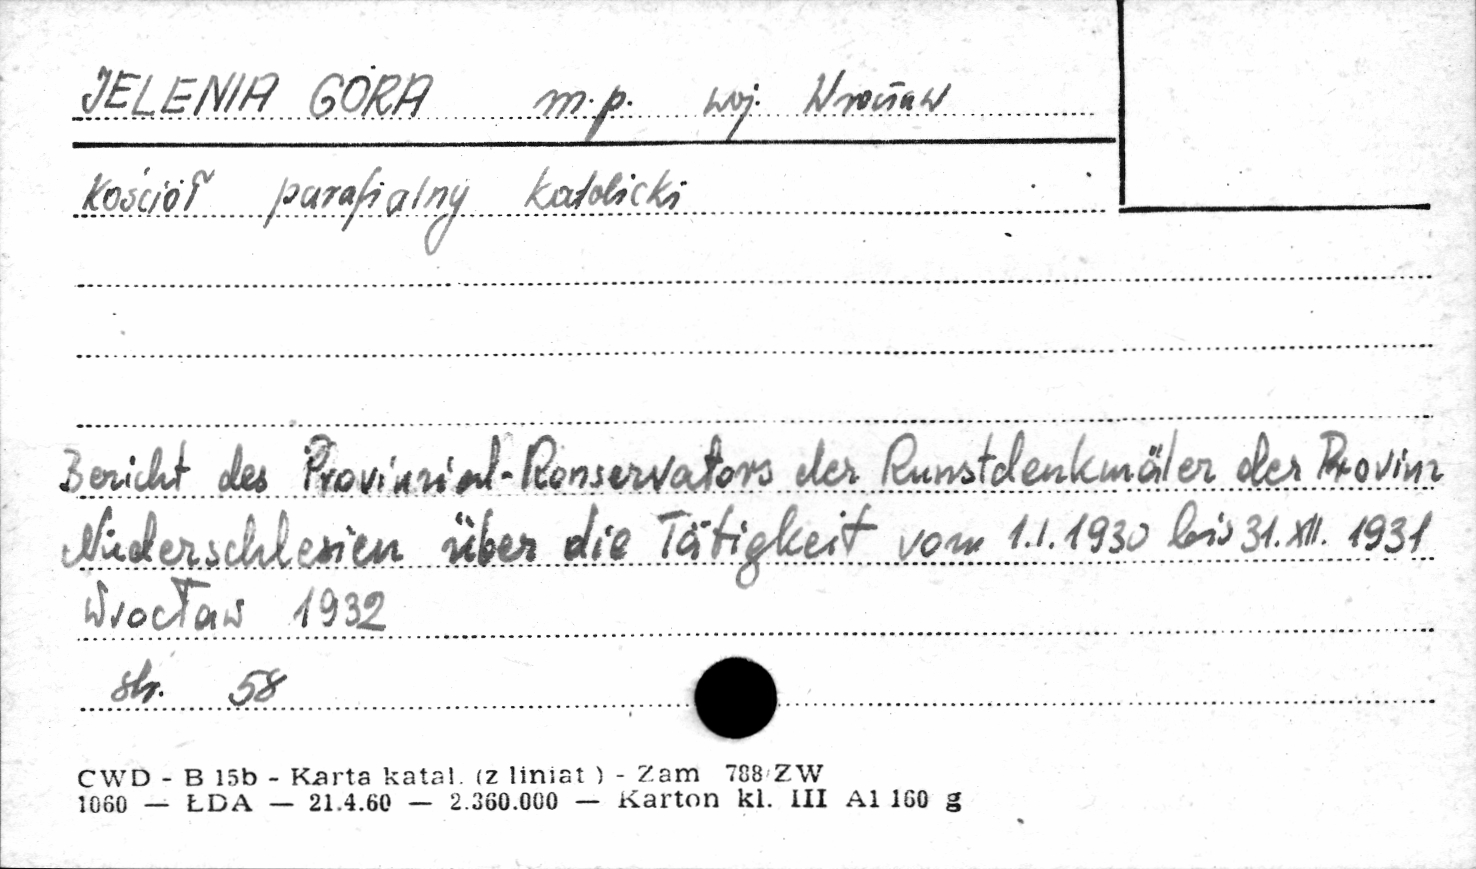 JELENIA GÓRA m.p. woj. Wrocław
Kościół parafialny katolicki
Bericht des Provinzial-Konservators der Kunstdenkmäler der Provinz
Niederschlesien über die Tätigkeit vom 1.I.1930 bis 31.XII. 1931
Wrocław 1932
str. 58
CWD - B 15b - Karta katal. (z liniat ) - Zam 788/ZW
1060 — ŁDA — 21.4.60 — 2.360.000 — Karton kl. III A1 160 g